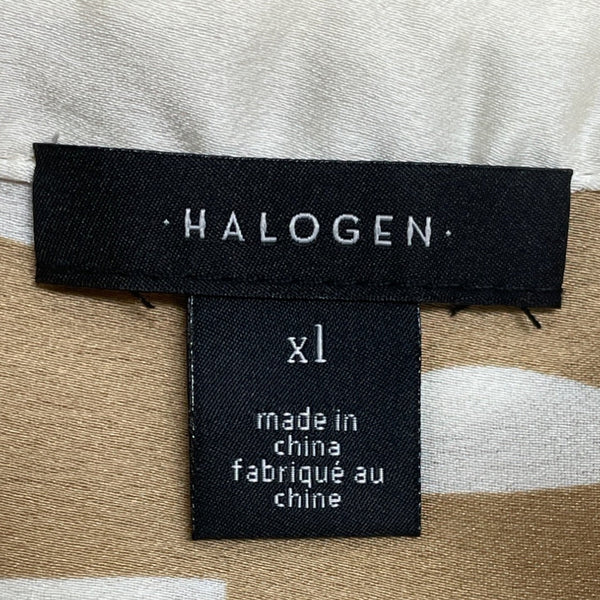 ·HALOGEN·
xl
made in
china
fabriqué au
chine